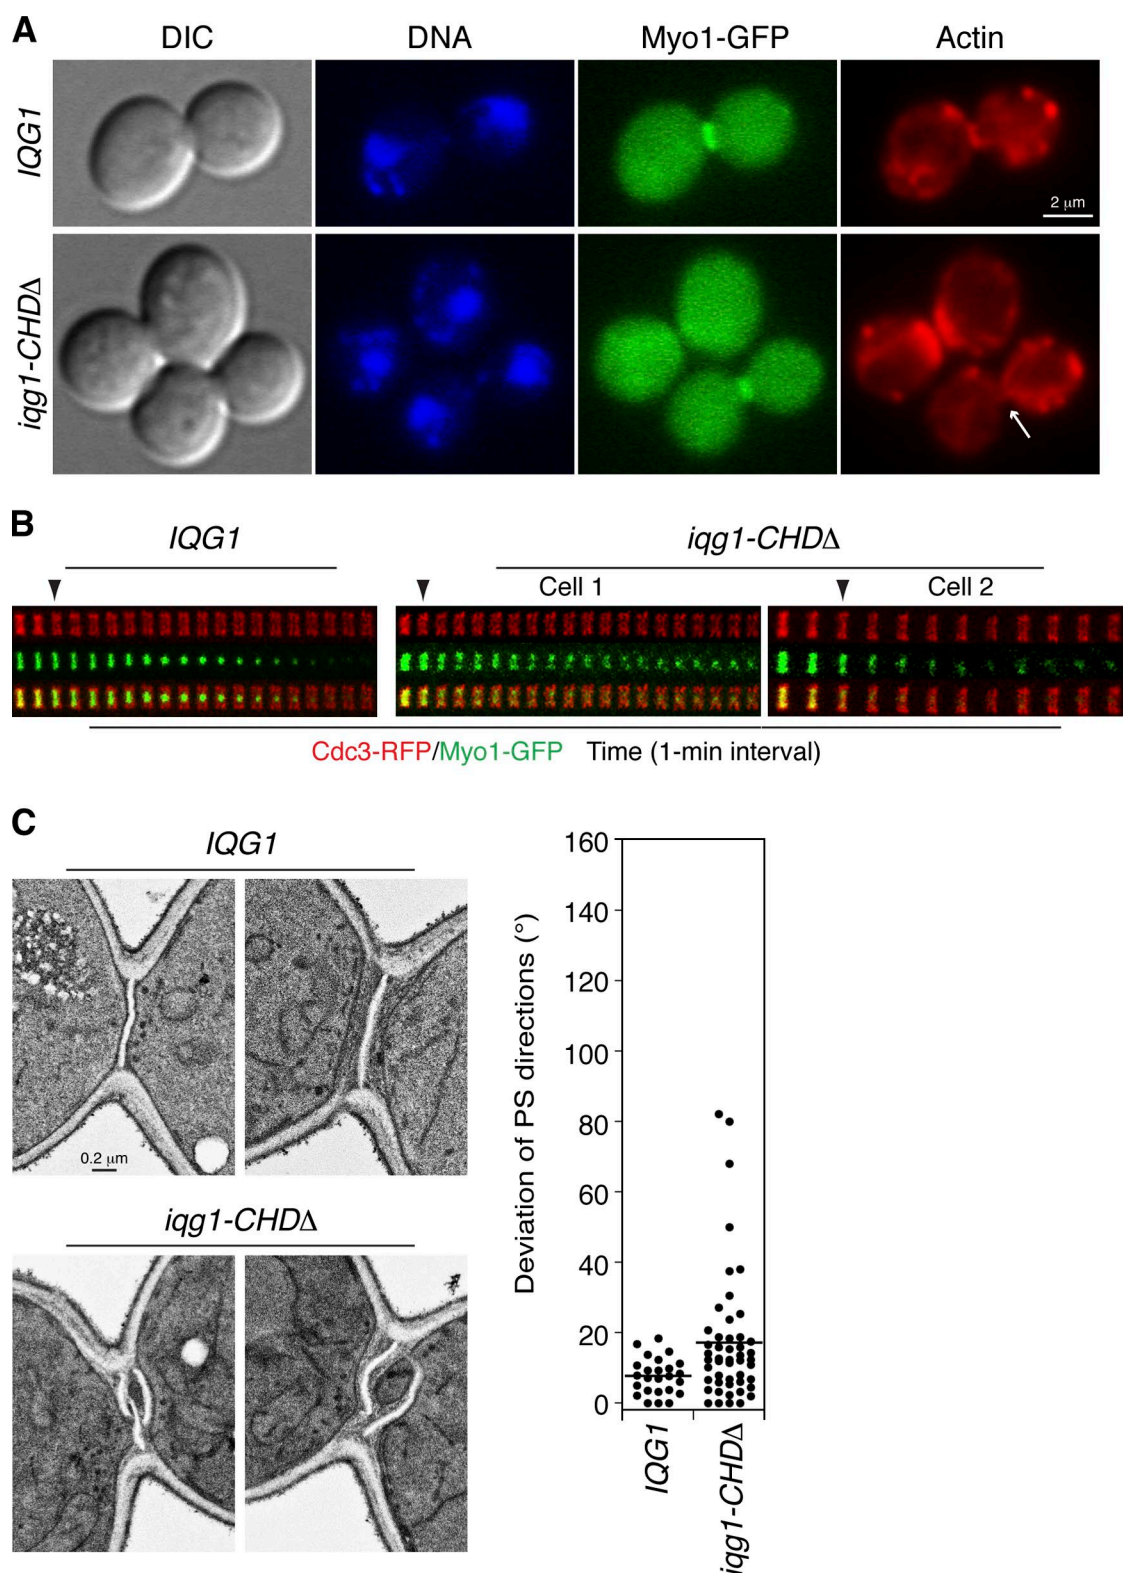 A
DIC DNA Myo1-GFP Actin
IQG1
2 μm
iqg1-CHDΔ
B
IQG1 iqg1-CHDΔ
Cell 1 Cell 2
Cdc3-RFP/Myo1-GFP Time (1-min interval)
C
IQG1
0.2 μm
iqg1-CHDΔ
Deviation of PS directions (°)
160
140
120
100
80
60
40
20
0
IQG1 iqg1-CHDΔ